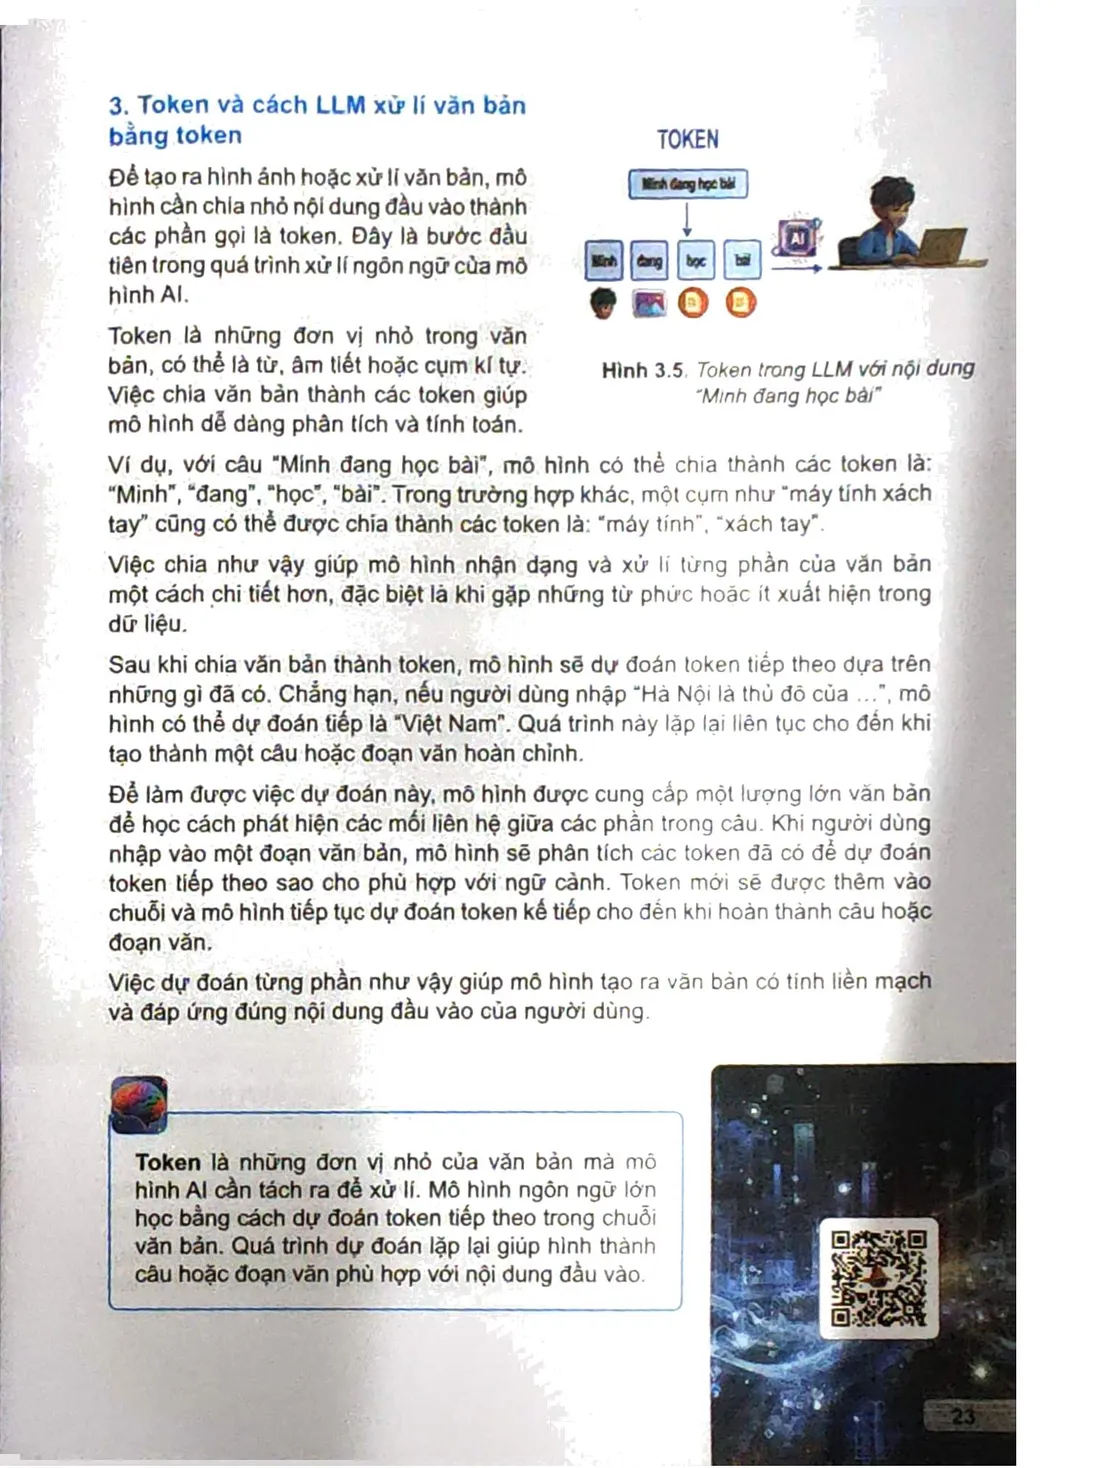 3. Token và cách LLM xử lí văn bản
bằng token
Để tạo ra hình ảnh hoặc xử lí văn bản, mô
hình cần chia nhỏ nội dung đầu vào thành
các phần gọi là token. Đây là bước đầu
tiên trong quá trình xử lí ngôn ngữ của mô
hình AI.
Token là những đơn vị nhỏ trong văn
bản, có thể là từ, âm tiết hoặc cụm kí tự.
Việc chia văn bản thành các token giúp
mô hình dễ dàng phân tích và tính toán.
TOKEN
Minh đang học bài
Minh đang học bài
AI
Hình 3.5. Token trong LLM với nội dung
"Minh đang học bài"
Ví dụ, với câu "Minh đang học bài", mô hình có thể chia thành các token là:
"Minh", "đang", "học", "bài". Trong trường hợp khác, một cụm như "máy tính xách
tay" cũng có thể được chia thành các token là: "máy tính", "xách tay".
Việc chia như vậy giúp mô hình nhận dạng và xử lí từng phần của văn bản
một cách chi tiết hơn, đặc biệt là khi gặp những từ phức hoặc ít xuất hiện trong
dữ liệu.
Sau khi chia văn bản thành token, mô hình sẽ dự đoán token tiếp theo dựa trên
những gì đã có. Chẳng hạn, nếu người dùng nhập "Hà Nội là thủ đô của ...", mô
hình có thể dự đoán tiếp là "Việt Nam". Quá trình này lặp lại liên tục cho đến khi
tạo thành một câu hoặc đoạn văn hoàn chỉnh.
Để làm được việc dự đoán này, mô hình được cung cấp một lượng lớn văn bản
để học cách phát hiện các mối liên hệ giữa các phần trong câu. Khi người dùng
nhập vào một đoạn văn bản, mô hình sẽ phân tích các token đã có để dự đoán
token tiếp theo sao cho phù hợp với ngữ cảnh. Token mới sẽ được thêm vào
chuỗi và mô hình tiếp tục dự đoán token kế tiếp cho đến khi hoàn thành câu hoặc
đoạn văn.
Việc dự đoán từng phần như vậy giúp mô hình tạo ra văn bản có tính liền mạch
và đáp ứng đúng nội dung đầu vào của người dùng.
Token là những đơn vị nhỏ của văn bản mà mô
hình AI cần tách ra để xử lí. Mô hình ngôn ngữ lớn
học bằng cách dự đoán token tiếp theo trong chuỗi
văn bản. Quá trình dự đoán lặp lại giúp hình thành
câu hoặc đoạn văn phù hợp với nội dung đầu vào.
23